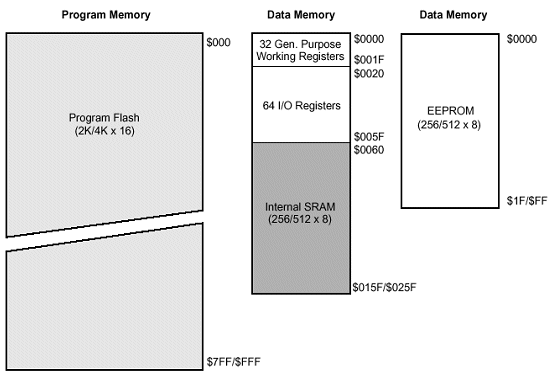 Program Memory
$000
Program Flash
(2K/4K x 16)
$7FF/$FFF
Data Memory
$0000
32 Gen. Purpose
Working Registers
$001F
$0020
64 I/O Registers
$005F
$0060
Internal SRAM
(256/512 x 8)
$015F/$025F
Data Memory
$0000
EEPROM
(256/512 x 8)
$1F/$FF